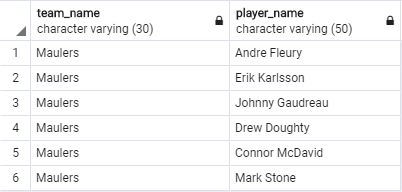 team_name player_name
character varying (30) character varying (50)
1 Maulers Andre Fleury
2 Maulers Erik Karlsson
3 Maulers Johnny Gaudreau
4 Maulers Drew Doughty
5 Maulers Connor McDavid
6 Maulers Mark Stone